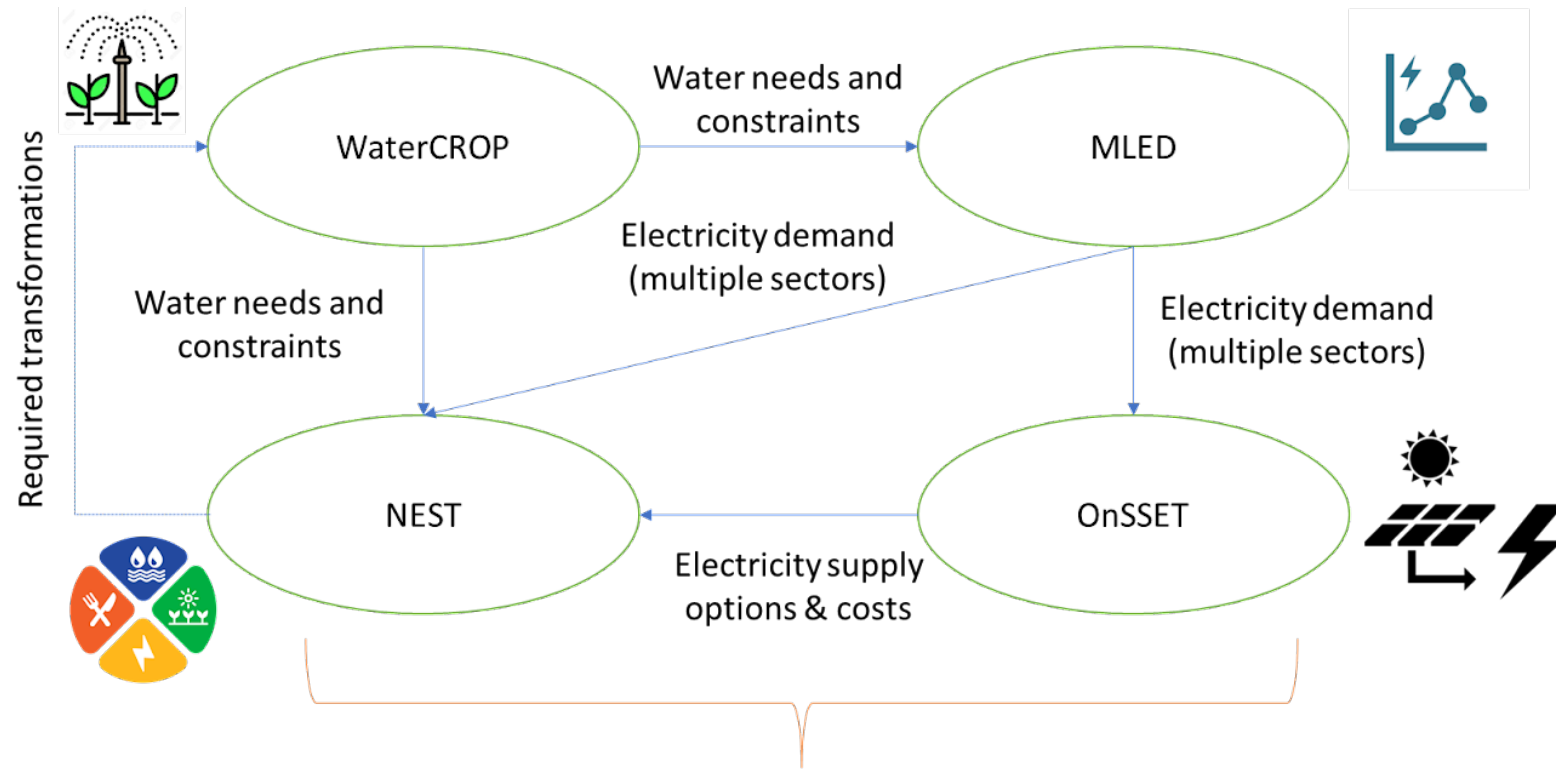 WaterCROP
Water needs and
constraints
MLED
Required transformations
Electricity demand
(multiple sectors)
Water needs and
constraints
Electricity demand
(multiple sectors)
NEST
OnSSET
Electricity supply
options & costs